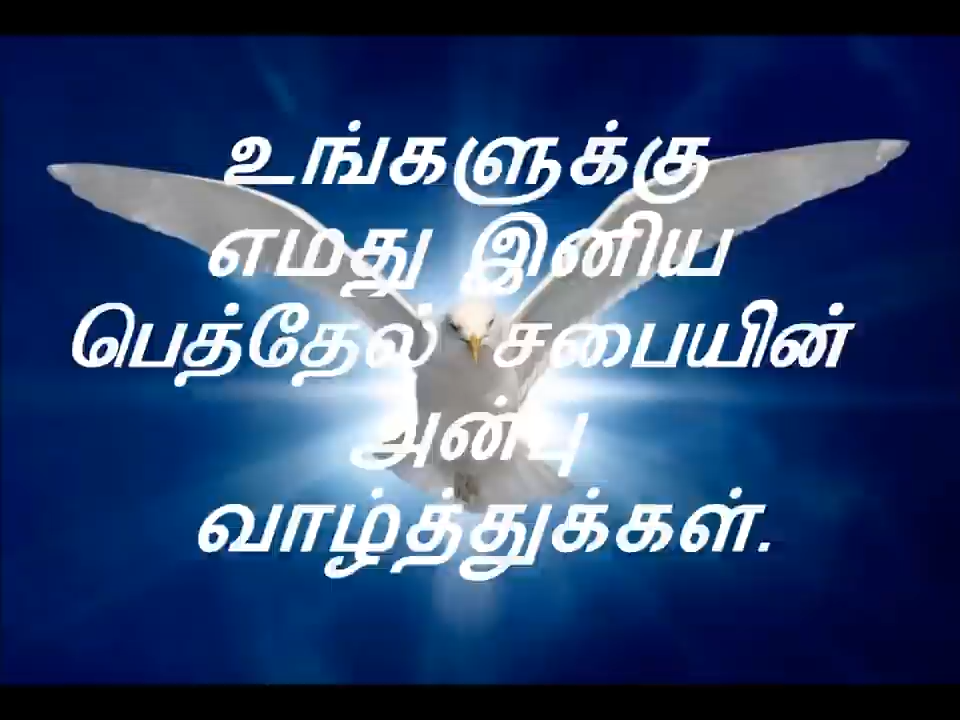 உங்களுக்கு
எமது இனிய
பெத்தேல் சபையின்
அன்பு
வாழ்த்துக்கள்.